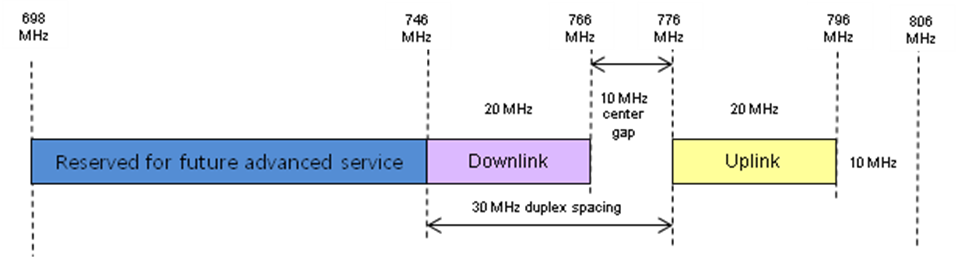 698
MHz
746
MHz
766
MHz
776
MHz
796
MHz
806
MHz
20 MHz
10 MHz
center
gap
20 MHz
Reserved for future advanced service
Downlink
Uplink
10 MHz
30 MHz duplex spacing